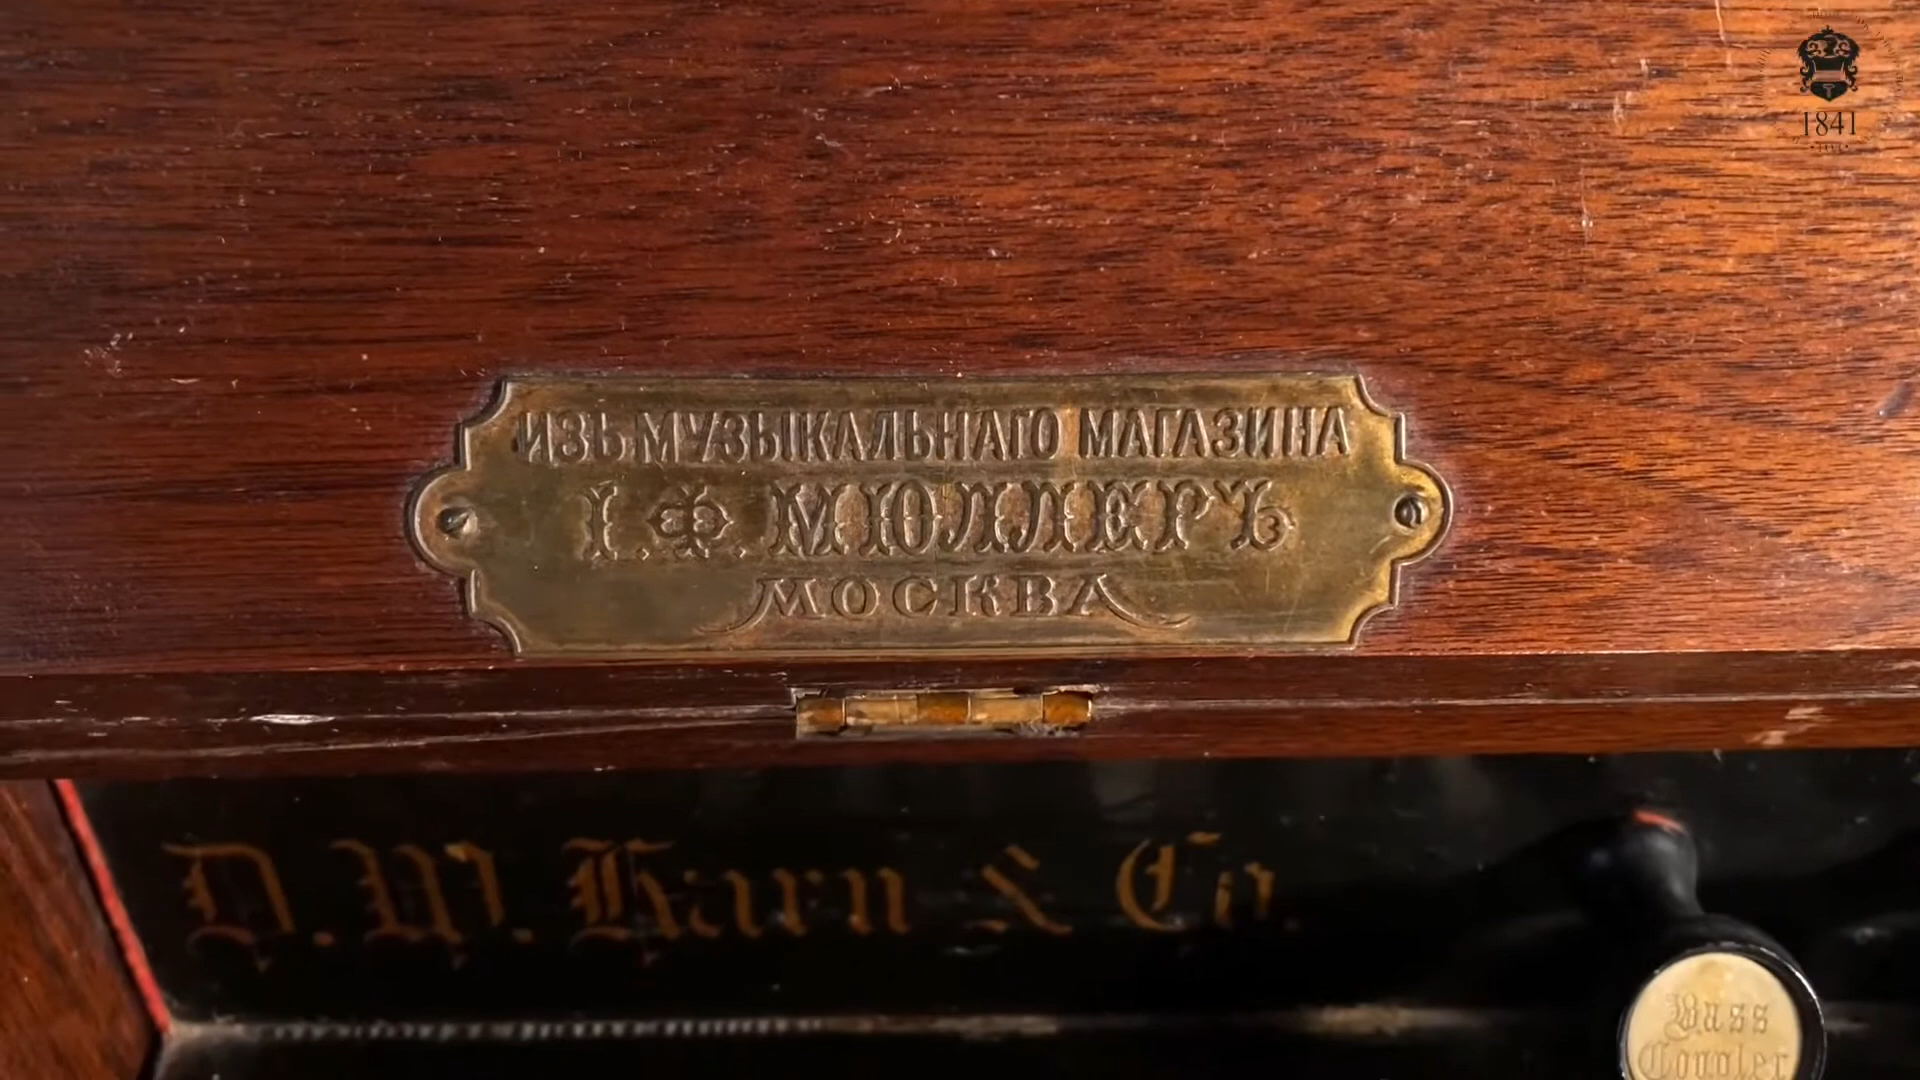 1841
ИЗЪ МУЗЫКАЛЬНАГО МАГАЗИНА
І. Ф. МЮЛЛЕРЪ
МОСКВА
D. W. Karn & Co.
Bass
Coupler